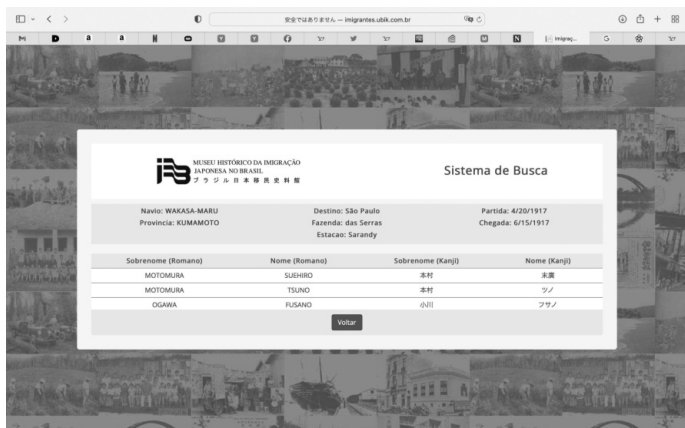 安全ではありません — imigrantes.ubik.com.br
Imigraç...
MUSEU HISTÓRICO DA IMIGRAÇÃO
JAPONESA NO BRASIL
ブラジル日本移民史料館
Sistema de Busca
Navio: WAKASA-MARU Destino: São Paulo Partida: 4/20/1917
Provincia: KUMAMOTO Fazenda: das Serras Chegada: 6/15/1917
Estacao: Sarandy
Sobrenome (Romano) Nome (Romano) Sobrenome (Kanji) Nome (Kanji)
MOTOMURA SUEHIRO 本村 末廣
MOTOMURA TSUNO 本村 ツノ
OGAWA FUSANO 小川 フサノ
Voltar